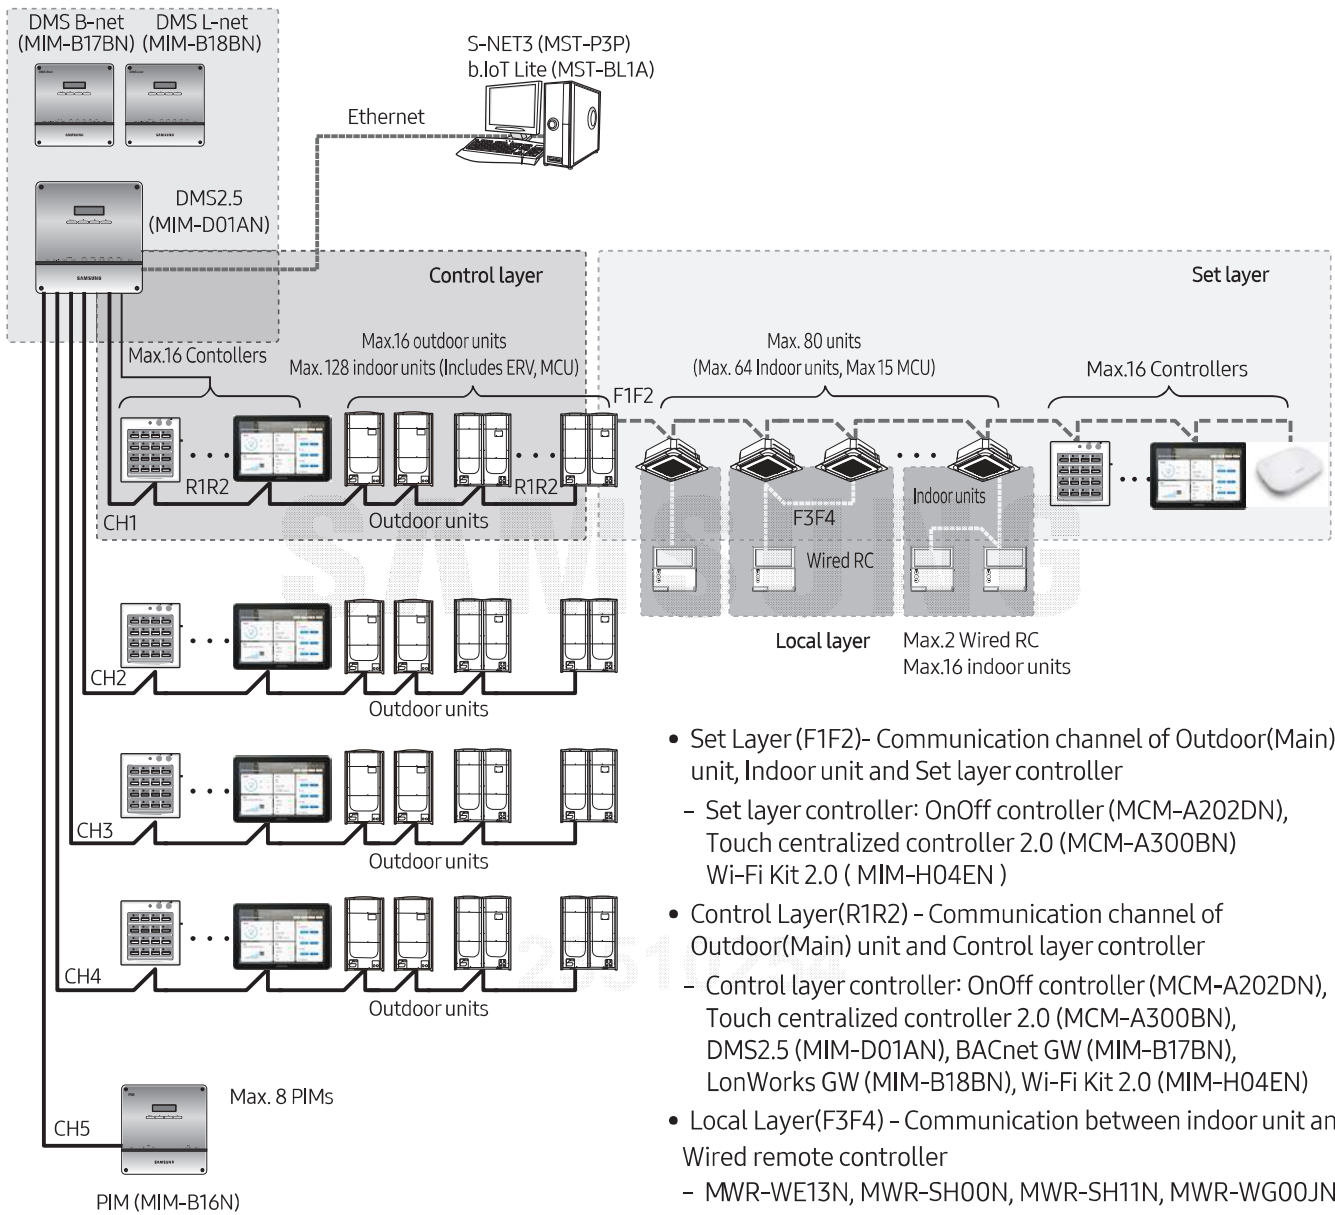 DMS B-net
(MIM-B17BN)
DMS L-net
(MIM-B18BN)
S-NET3 (MST-P3P)
b.IoT Lite (MST-BL1A)
Ethernet
SAMSUNG
SAMSUNG
DMS2.5
(MIM-D01AN)
SAMSUNG
Control layer
Set layer
Max.16 Contollers
Max.16 outdoor units
Max. 128 indoor units (Includes ERV, MCU)
Max. 80 units
(Max. 64 Indoor units, Max 15 MCU)
Max.16 Controllers
F1F2
R1R2
R1R2
CH1
Outdoor units
Indoor units
F3F4
Wired RC
SAMSUNG
Local layer
Max.2 Wired RC
Max.16 indoor units
CH2
Outdoor units
CH3
Outdoor units
CH4
Outdoor units
Max. 8 PIMs
CH5
SAMSUNG
PIM (MIM-B16N)
• Set Layer (F1F2)- Communication channel of Outdoor(Main)
unit, Indoor unit and Set layer controller
- Set layer controller: OnOff controller (MCM-A202DN),
Touch centralized controller 2.0 (MCM-A300BN)
Wi-Fi Kit 2.0 ( MIM-H04EN )
• Control Layer(R1R2) - Communication channel of
Outdoor(Main) unit and Control layer controller
- Control layer controller: OnOff controller (MCM-A202DN),
Touch centralized controller 2.0 (MCM-A300BN),
DMS2.5 (MIM-D01AN), BACnet GW (MIM-B17BN),
LonWorks GW (MIM-B18BN), Wi-Fi Kit 2.0 (MIM-H04EN)
• Local Layer(F3F4) - Communication between indoor unit an
Wired remote controller
- MWR-WE13N, MWR-SH00N, MWR-SH11N, MWR-WG00JN